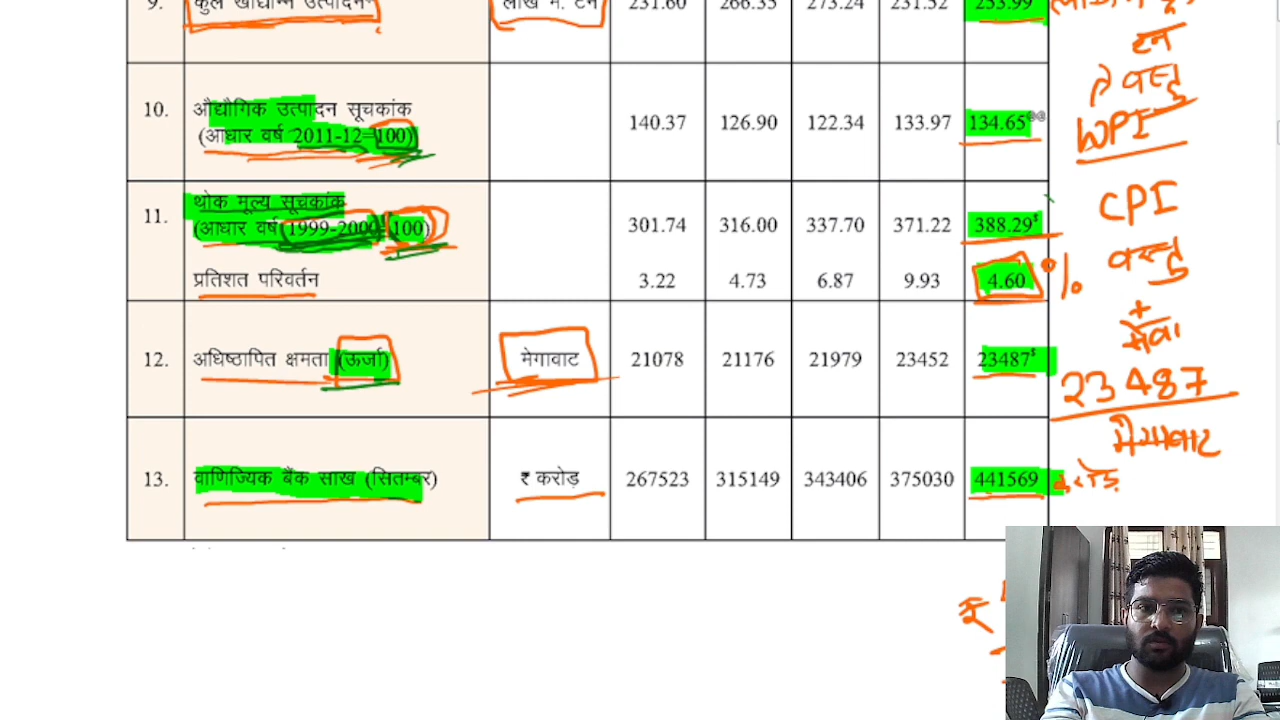 9. कुल खाद्यान्न उत्पादन लाख मै. टन 231.60 266.35 273.24 231.52 253.99
टन
वस्तु
10. औद्यौगिक उत्पादन सूचकांक
(आधार वर्ष 2011-12=100) 140.37 126.90 122.34 133.97 134.65@@
WPI
CPI
वस्तु
+
सेवा
11. थोक मूल्य सूचकांक
(आधार वर्ष 1999-2000=100) 301.74 316.00 337.70 371.22 388.29$
प्रतिशत परिवर्तन 3.22 4.73 6.87 9.93 4.60 %
12. अधिष्ठापित क्षमता (ऊर्जा) मेगावाट 21078 21176 21979 23452 23487$
23487
मेगावाट
13. वाणिज्यिक बैंक साख (सितम्बर) ₹ करोड़ 267523 315149 343406 375030 441569 करोड़
₹